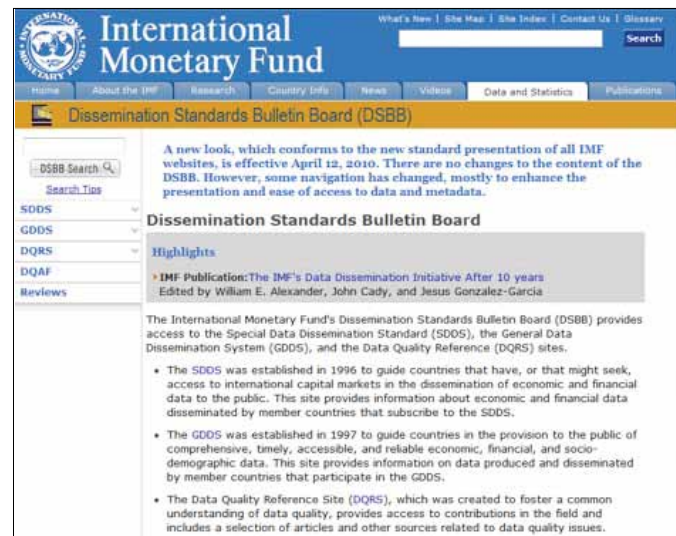 What's New | Site Map | Site Index | Contact Us | Glossary
International
Monetary Fund
Search
Home
About the IMF
Research
Country Info
News
Videos
Data and Statistics
Publications
Dissemination Standards Bulletin Board (DSBB)
DSBB Search
Search Tips
SDDS
GDDS
DQRS
DQAF
Reviews
A new look, which conforms to the new standard presentation of all IMF
websites, is effective April 12, 2010. There are no changes to the content of the
DSBB. However, some navigation has changed, mostly to enhance the
presentation and ease of access to data and metadata.
Dissemination Standards Bulletin Board
Highlights
IMF Publication:The IMF's Data Dissemination Initiative After 10 years
Edited by William E. Alexander, John Cady, and Jesus Gonzalez-Garcia
The International Monetary Fund's Dissemination Standards Bulletin Board (DSBB) provides
access to the Special Data Dissemination Standard (SDDS), the General Data
Dissemination System (GDDS), and the Data Quality Reference (DQRS) sites.
• The SDDS was established in 1996 to guide countries that have, or that might seek,
access to international capital markets in the dissemination of economic and financial
data to the public. This site provides information about economic and financial data
disseminated by member countries that subscribe to the SDDS.
• The GDDS was established in 1997 to guide countries in the provision to the public of
comprehensive, timely, accessible, and reliable economic, financial, and socio-
demographic data. This site provides information on data produced and disseminated
by member countries that participate in the GDDS.
• The Data Quality Reference Site (DQRS), which was created to foster a common
understanding of data quality, provides access to contributions in the field and
includes a selection of articles and other sources related to data quality issues.